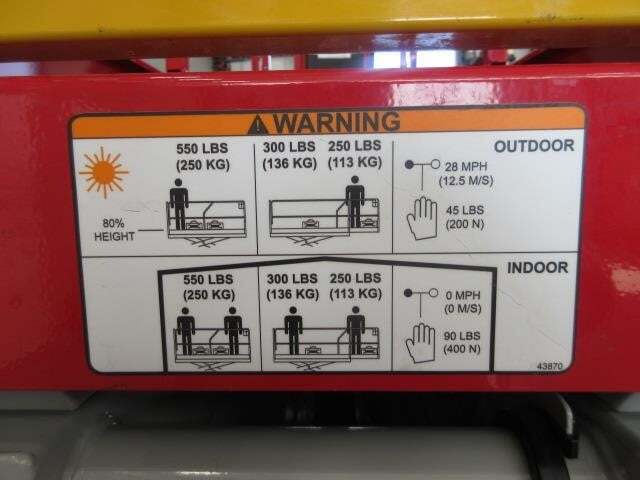 WARNING
OUTDOOR
550 LBS
(250 KG)
300 LBS
(136 KG)
250 LBS
(113 KG)
28 MPH
(12.5 M/S)
80%
HEIGHT
45 LBS
(200 N)
INDOOR
550 LBS
(250 KG)
300 LBS
(136 KG)
250 LBS
(113 KG)
0 MPH
(0 M/S)
90 LBS
(400 N)
43870